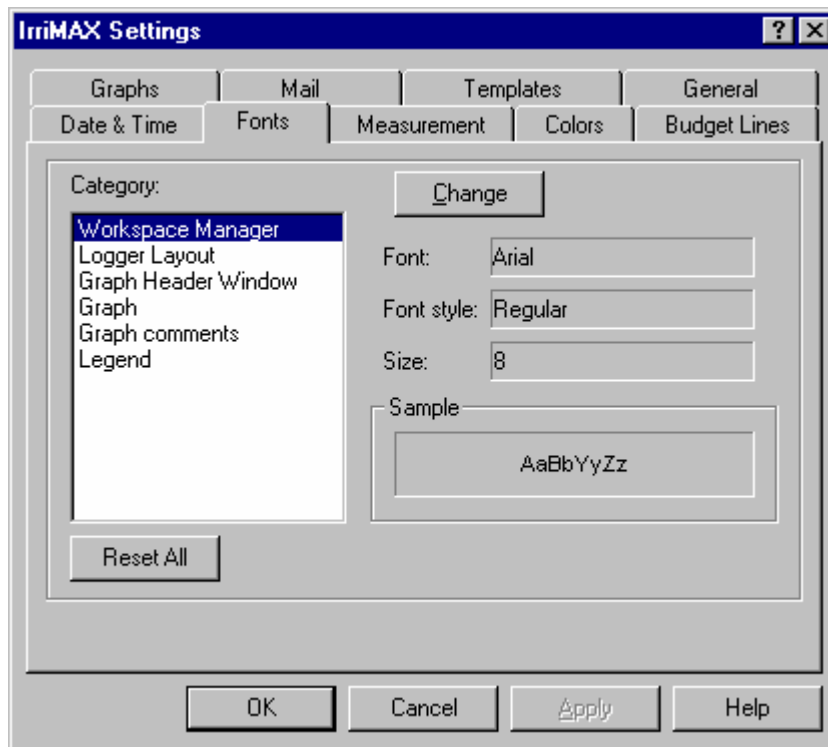 IrriMAX Settings
Graphs Mail Templates General
Date & Time Fonts Measurement Colors Budget Lines
Category:
Workspace Manager
Logger Layout
Graph Header Window
Graph
Graph comments
Legend
Reset All
Change
Font: Arial
Font style: Regular
Size: 8
Sample
AaBbYyZz
OK Cancel Apply Help